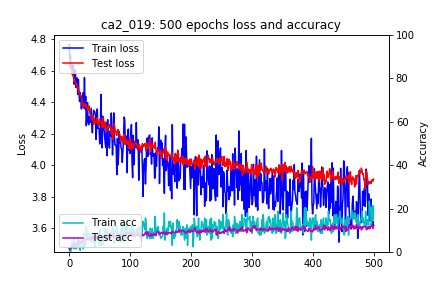 ca2_019: 500 epochs loss and accuracy
4.8
4.6
4.4
4.2
4.0
3.8
3.6
Loss
Train loss
Test loss
Train acc
Test acc
100
80
60
40
20
0
Accuracy
0 100 200 300 400 500